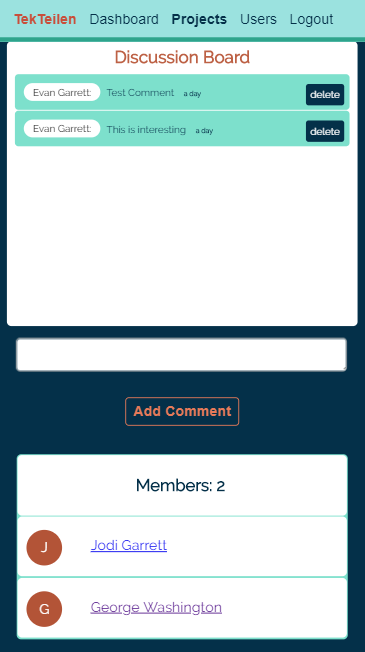 TekTeilen Dashboard Projects Users Logout
Discussion Board
Evan Garrett: Test Comment a day delete
Evan Garrett: This is interesting a day delete
Add Comment
Members: 2
J Jodi Garrett
G George Washington